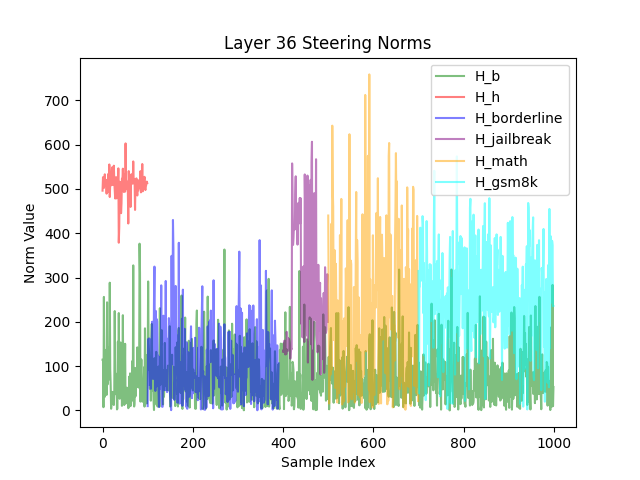 Layer 36 Steering Norms
H_b
H_h
H_borderline
H_jailbreak
H_math
H_gsm8k
Norm Value
700
600
500
400
300
200
100
0
0 200 400 600 800 1000
Sample Index